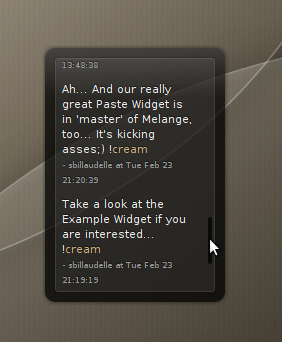 13:48:38
Ah... And our really
great Paste Widget is
in 'master' of Melange,
too... It's kicking
asses;) !cream
- sbillaudelle at Tue Feb 23
21:20:39
Take a look at the
Example Widget if you
are interested...
!cream
- sbillaudelle at Tue Feb 23
21:19:19